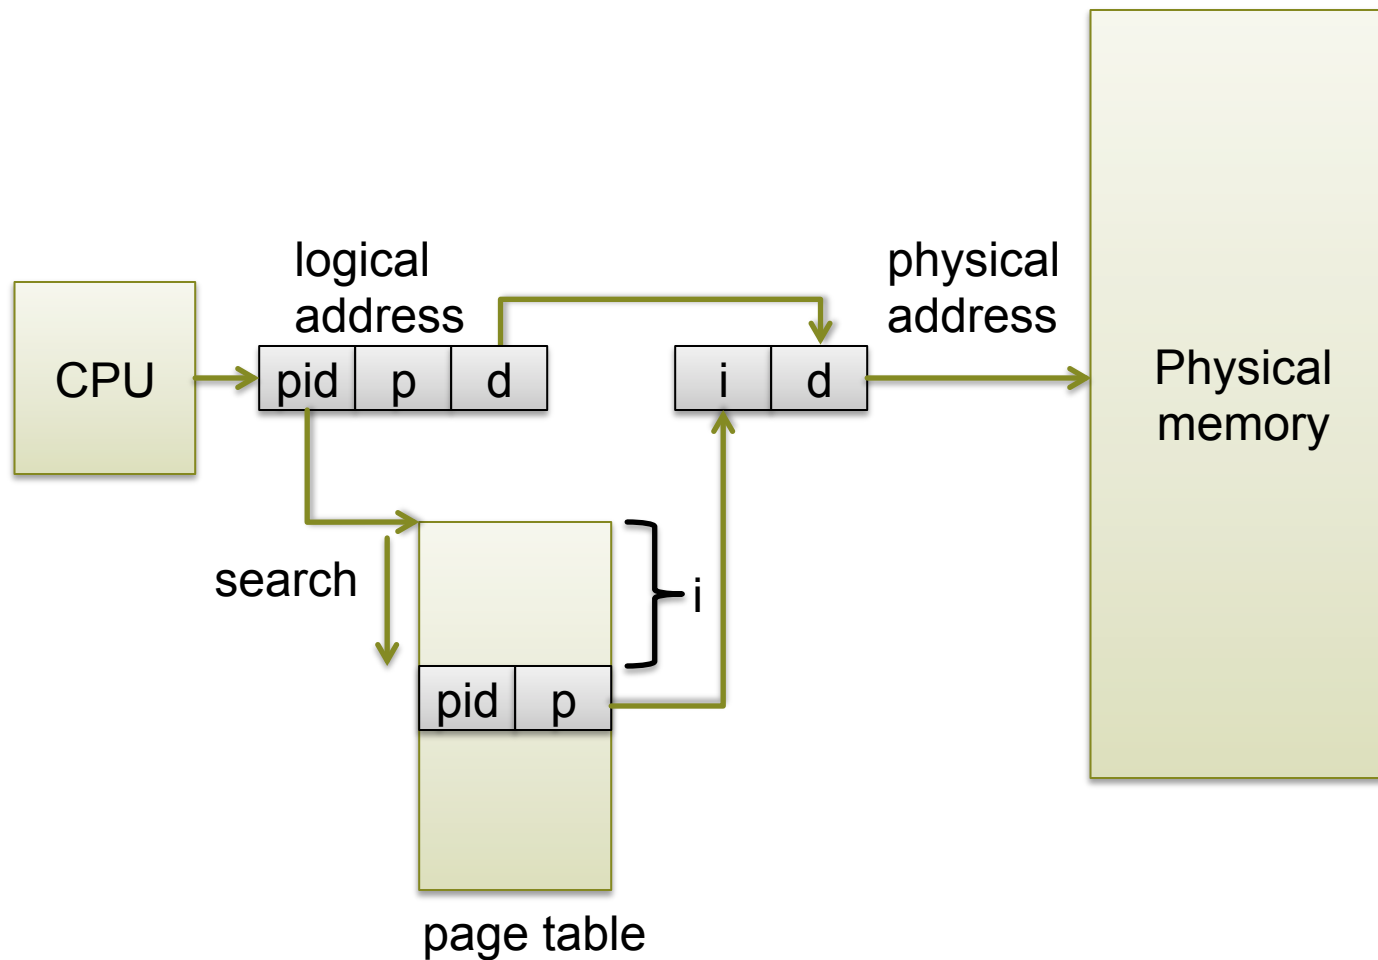 logical
address
physical
address
CPU
pid p d
i d
Physical
memory
search
i
pid p
page table